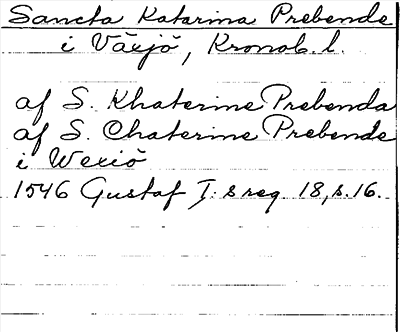 Sancta Katarina Prebende
i Växjö, Kronob. l.
af S. Khaterine Prebenda
af S. Chaterine Prebende
i Wexiö
1546 Gustaf I:s reg. 18, s. 16.